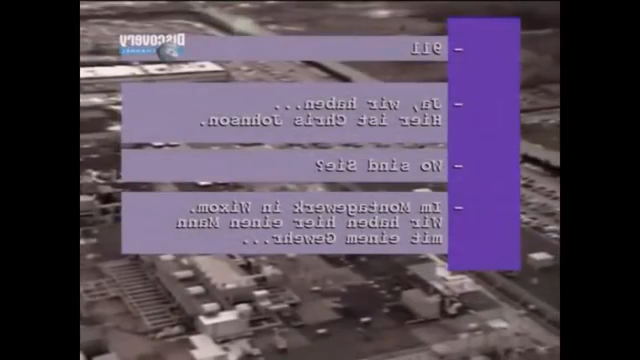 DISCOVERY
CHANNEL
- 911
- Ja, wir haben...
Hier ist Chris Johnson.
- Wo sind Sie?
- Im Montagewerk in Wixom.
Wir haben hier einen Mann
mit einem Gewehr...